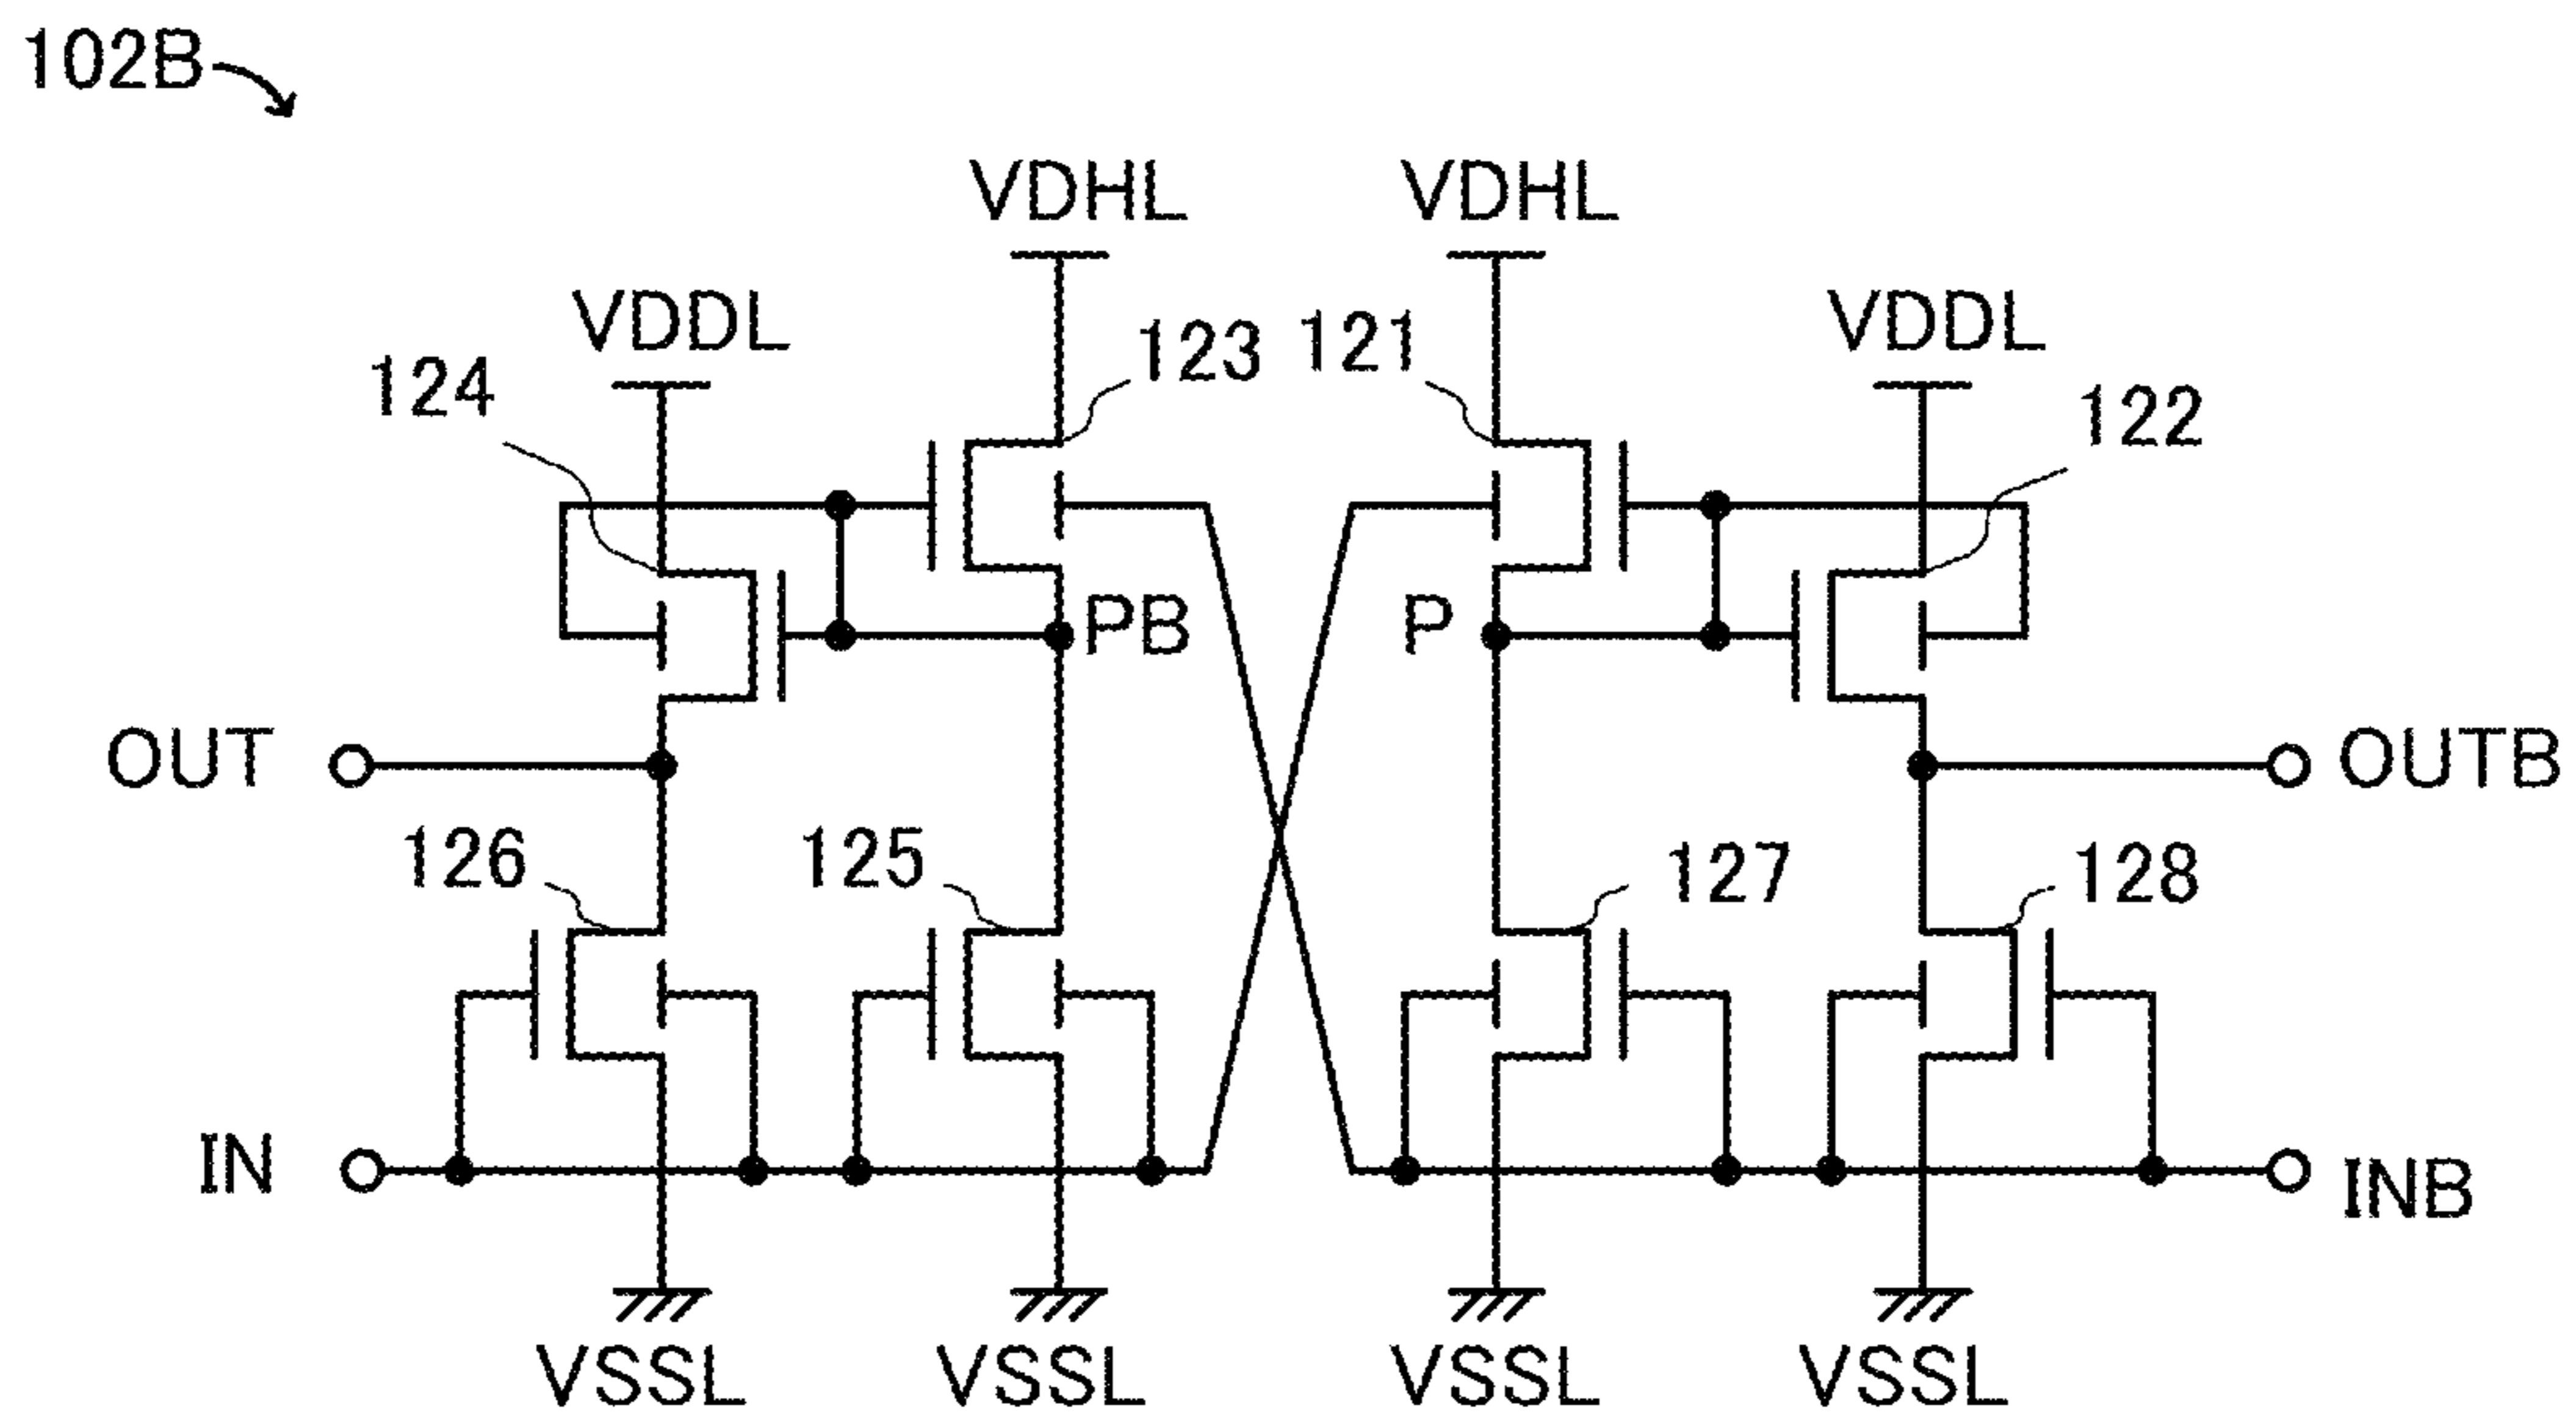 102B
VDHL VDHL
VDDL VDDL
124 123 121 122
PB P
OUT OUTB
126 125 127 128
IN INB
VSSL VSSL VSSL VSSL